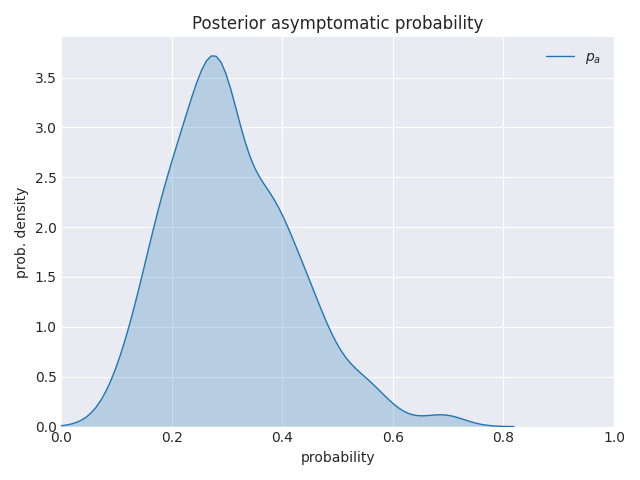 Posterior asymptomatic probability
pₐ
3.5
3.0
2.5
2.0
1.5
1.0
0.5
0.0
prob. density
0.0 0.2 0.4 0.6 0.8 1.0
probability